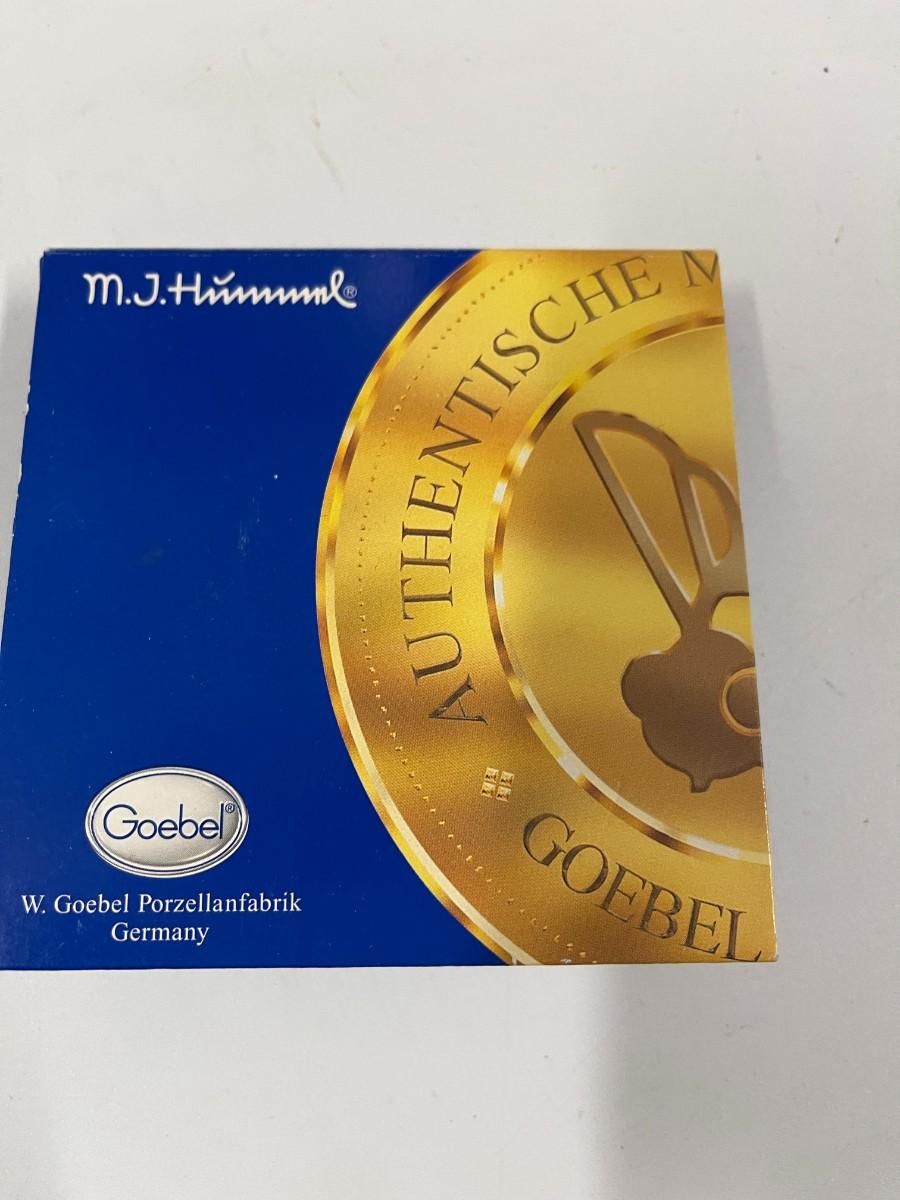 M.J.Hummel®
AUTHENTISCHE M
GOEBEL
Goebel®
W. Goebel Porzellanfabrik
Germany